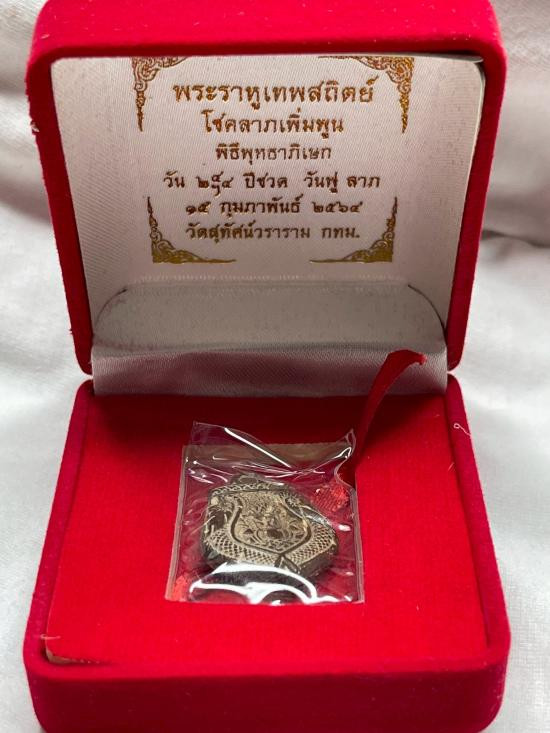 พระราหูเทพสถิตย์
โชคลาภเพิ่มพูน
พิธีพุทธาภิเษก
วัน ๒ ๔ ปีชวด วันฟู ลาภ
๑๕ กุมภาพันธ์ ๒๕๖๔
วัดสุทัศน์วราราม กทม.